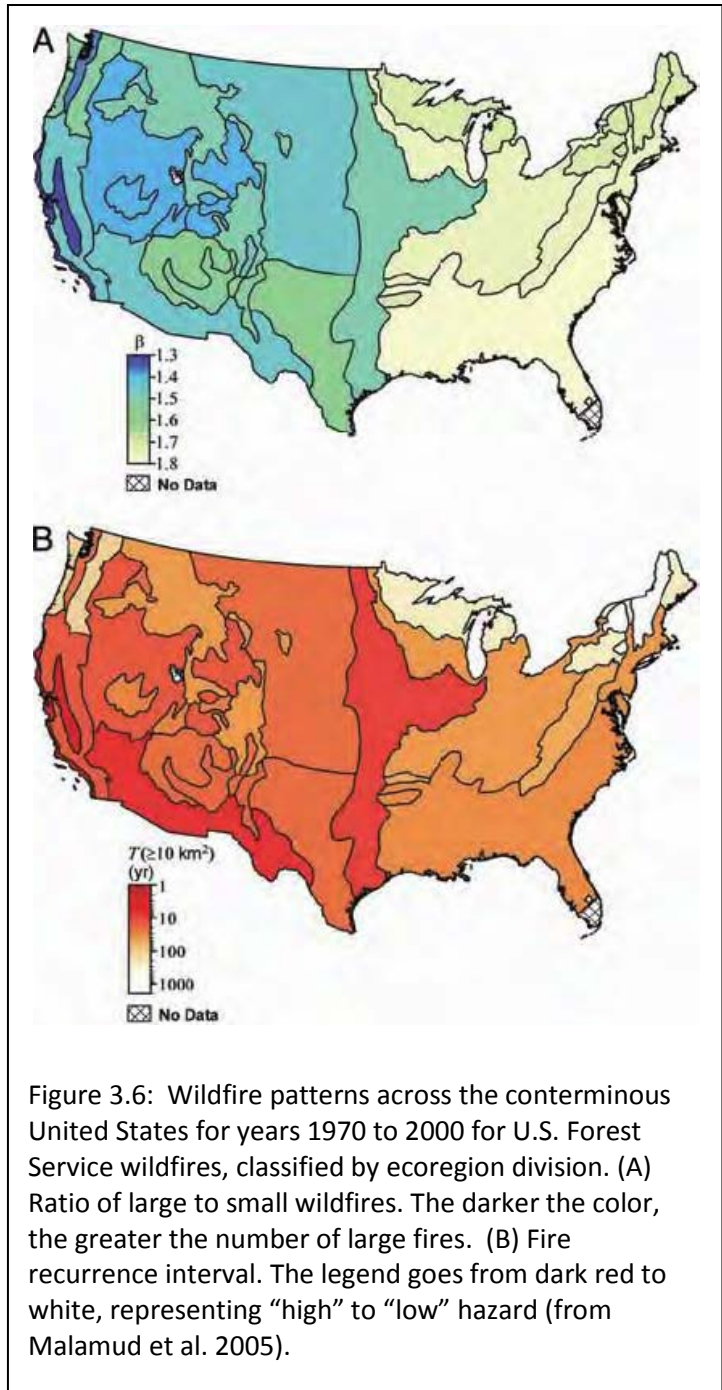 A
β
1.3
1.4
1.5
1.6
1.7
1.8
No Data
B
T(≥10 km²)
(yr)
1
10
100
1000
No Data
Figure 3.6: Wildfire patterns across the conterminous
United States for years 1970 to 2000 for U.S. Forest
Service wildfires, classified by ecoregion division. (A)
Ratio of large to small wildfires. The darker the color,
the greater the number of large fires. (B) Fire
recurrence interval. The legend goes from dark red to
white, representing “high” to “low” hazard (from
Malamud et al. 2005).